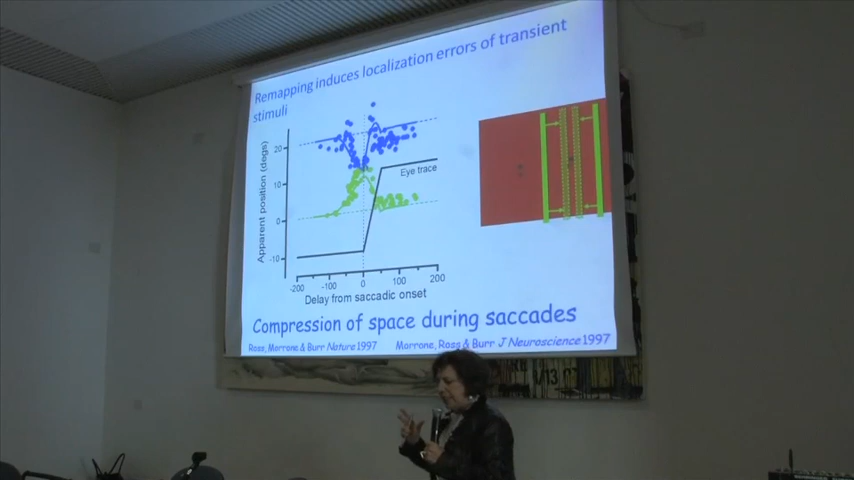 Remapping induces localization errors of transient
stimuli
Apparent position (degs)
20
10
0
-10
Eye trace
-200 -100 0 100 200
Delay from saccadic onset
Compression of space during saccades
Ross, Morrone & Burr Nature 1997 Morrone, Ross & Burr J Neuroscience 1997
U13 07